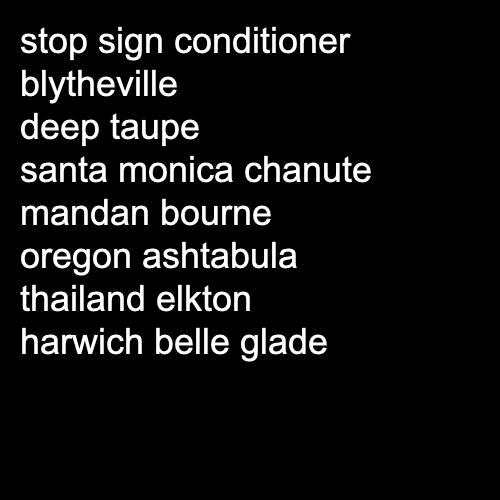 stop sign conditioner
blytheville
deep taupe
santa monica chanute
mandan bourne
oregon ashtabula
thailand elkton
harwich belle glade